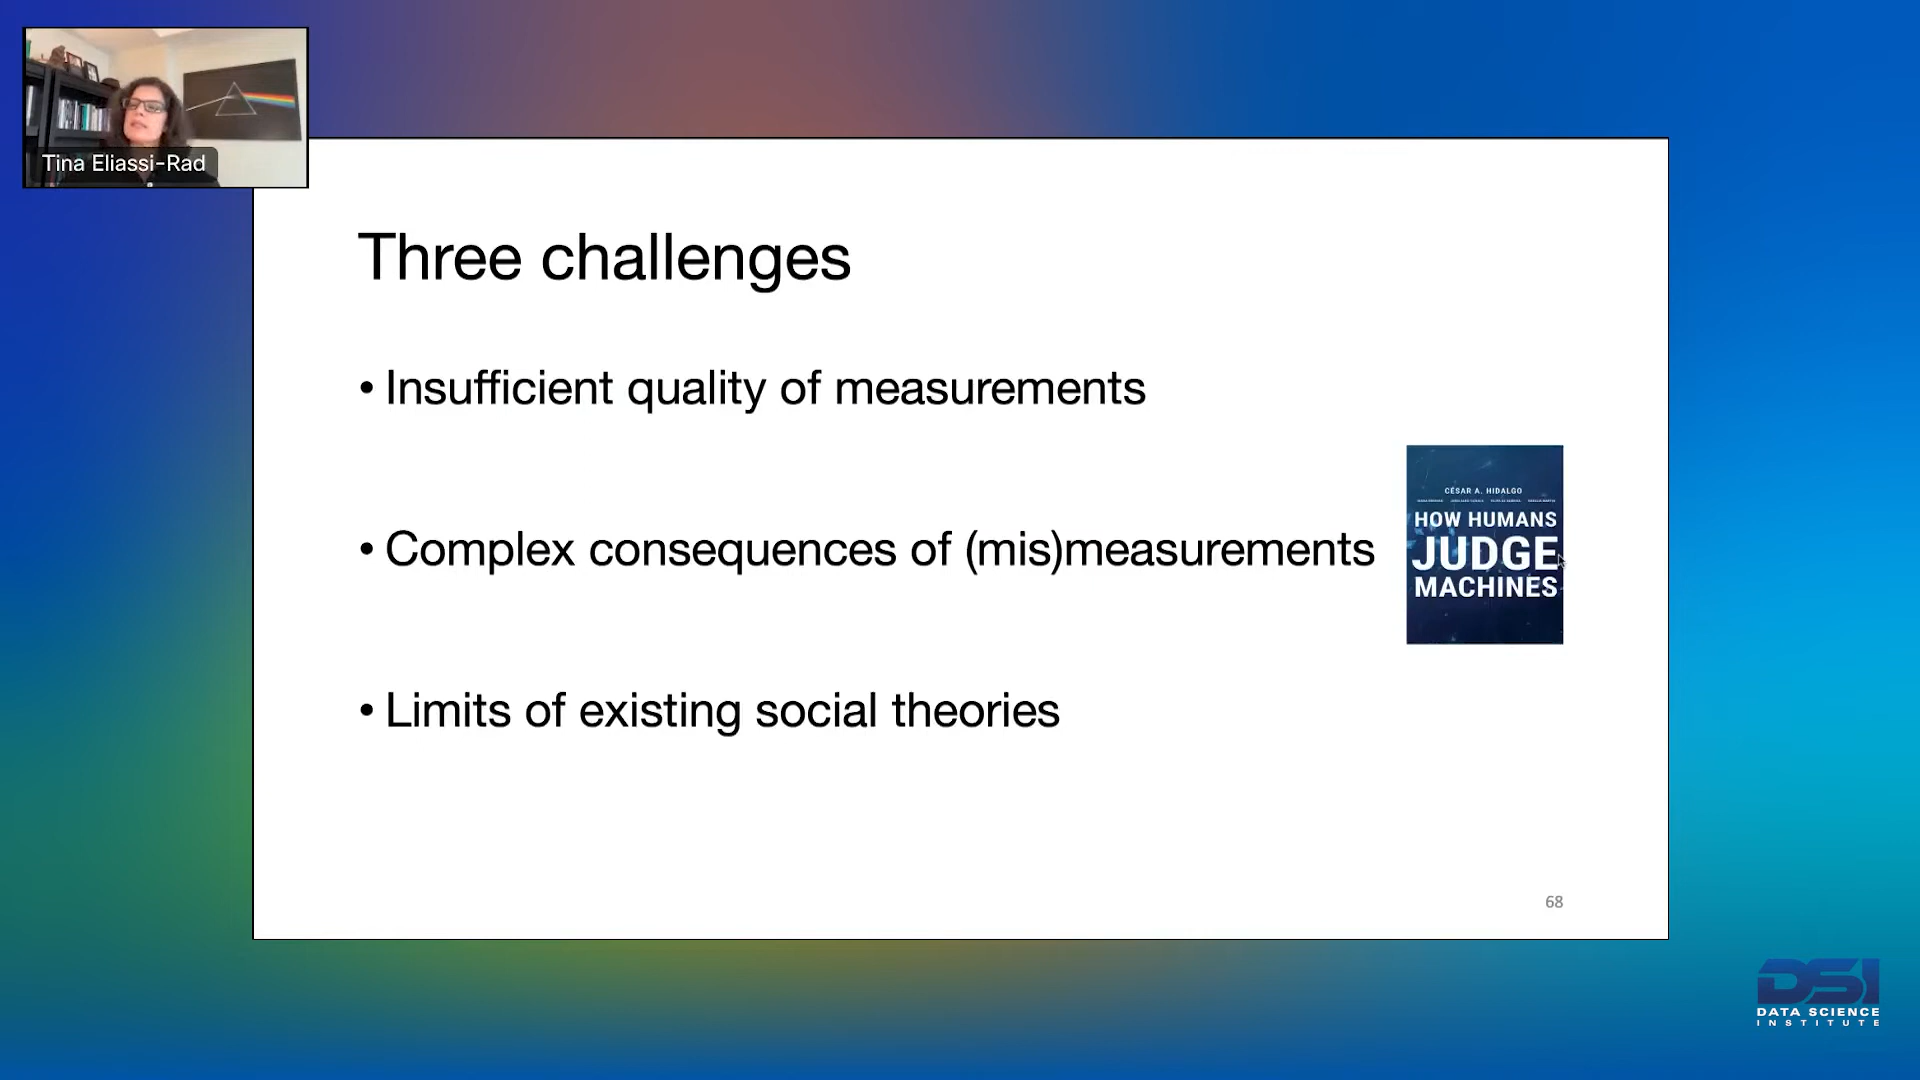 Tina Eliassi-Rad
Three challenges
• Insufficient quality of measurements
• Complex consequences of (mis)measurements
CÉSAR A. HIDALGO
HOW HUMANS
JUDGE
MACHINES
• Limits of existing social theories
68
DSI
DATA SCIENCE
INSTITUTE